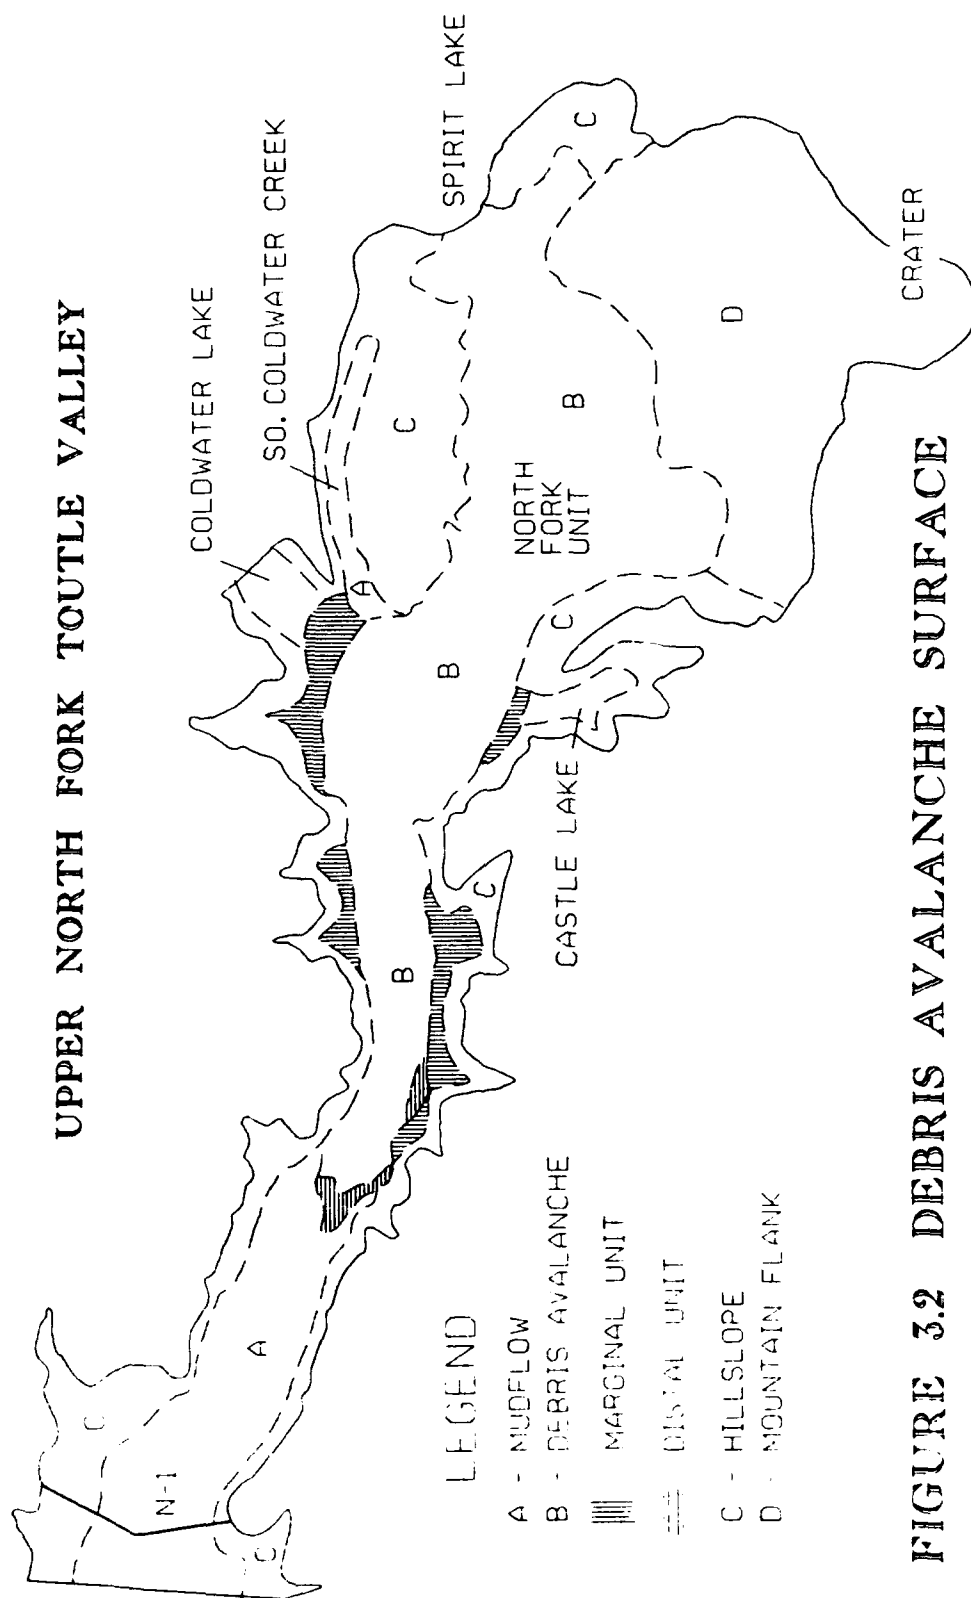 UPPER NORTH FORK TOUTLE VALLEY
COLDWATER LAKE
SO. COLDWATER CREEK
SPIRIT LAKE
C
C
A
C
N-1
A
B
B
NORTH
FORK
UNIT
B
D
C
C
C
CASTLE LAKE
CRATER
LEGEND
A - MUDFLOW
B - DEBRIS AVALANCHE
MARGINAL UNIT
DISTAL UNIT
C - HILLSLOPE
D - MOUNTAIN FLANK
FIGURE 3.2 DEBRIS AVALANCHE SURFACE